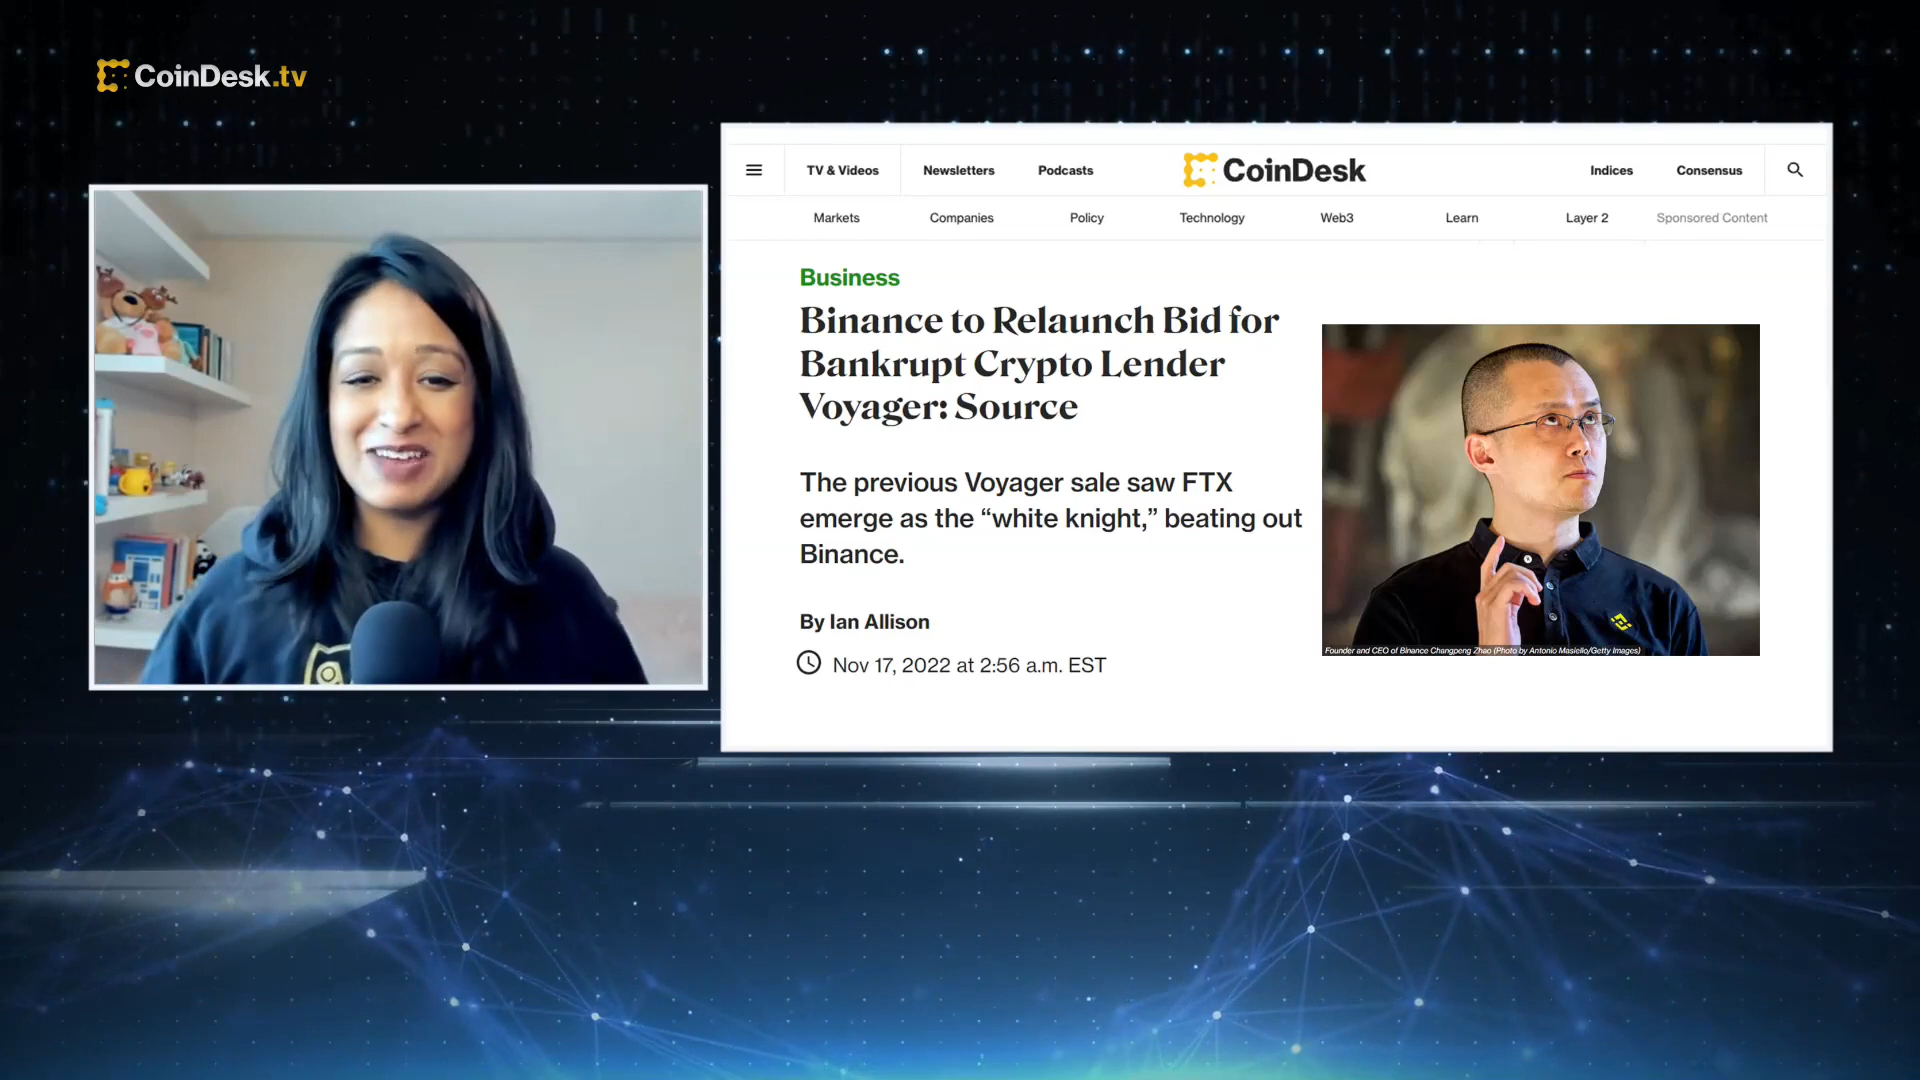 CoinDesk.tv
TV & Videos
Newsletters
Podcasts
CoinDesk
Indices
Consensus
Markets
Companies
Policy
Technology
Web3
Learn
Layer 2
Sponsored Content
Business
Binance to Relaunch Bid for
Bankrupt Crypto Lender
Voyager: Source
The previous Voyager sale saw FTX
emerge as the “white knight,” beating out
Binance.
By Ian Allison
Nov 17, 2022 at 2:56 a.m. EST
Founder and CEO of Binance Changpeng Zhao (Photo by Antonio Masiello/Getty Images)